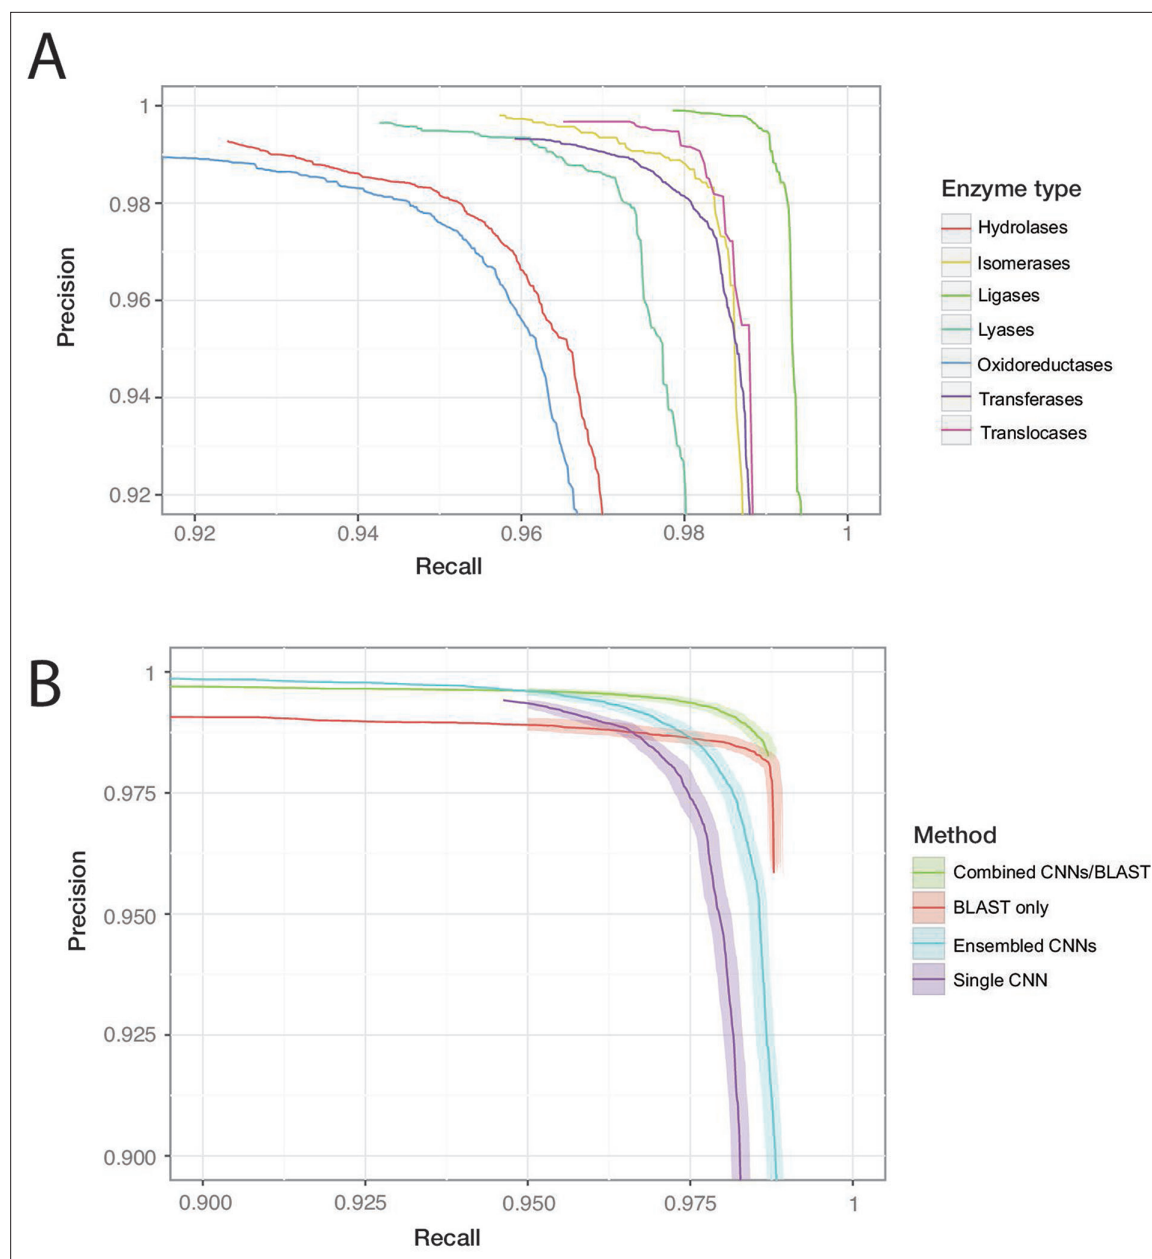 A
1
0.98
0.96
0.94
0.92
Precision
0.92 0.94 0.96 0.98 1
Recall
Enzyme type
Hydrolases
Isomerases
Ligases
Lyases
Oxidoreductases
Transferases
Translocases
B
1
0.975
0.950
0.925
0.900
Precision
0.900 0.925 0.950 0.975 1
Recall
Method
Combined CNNs/BLAST
BLAST only
Ensembled CNNs
Single CNN